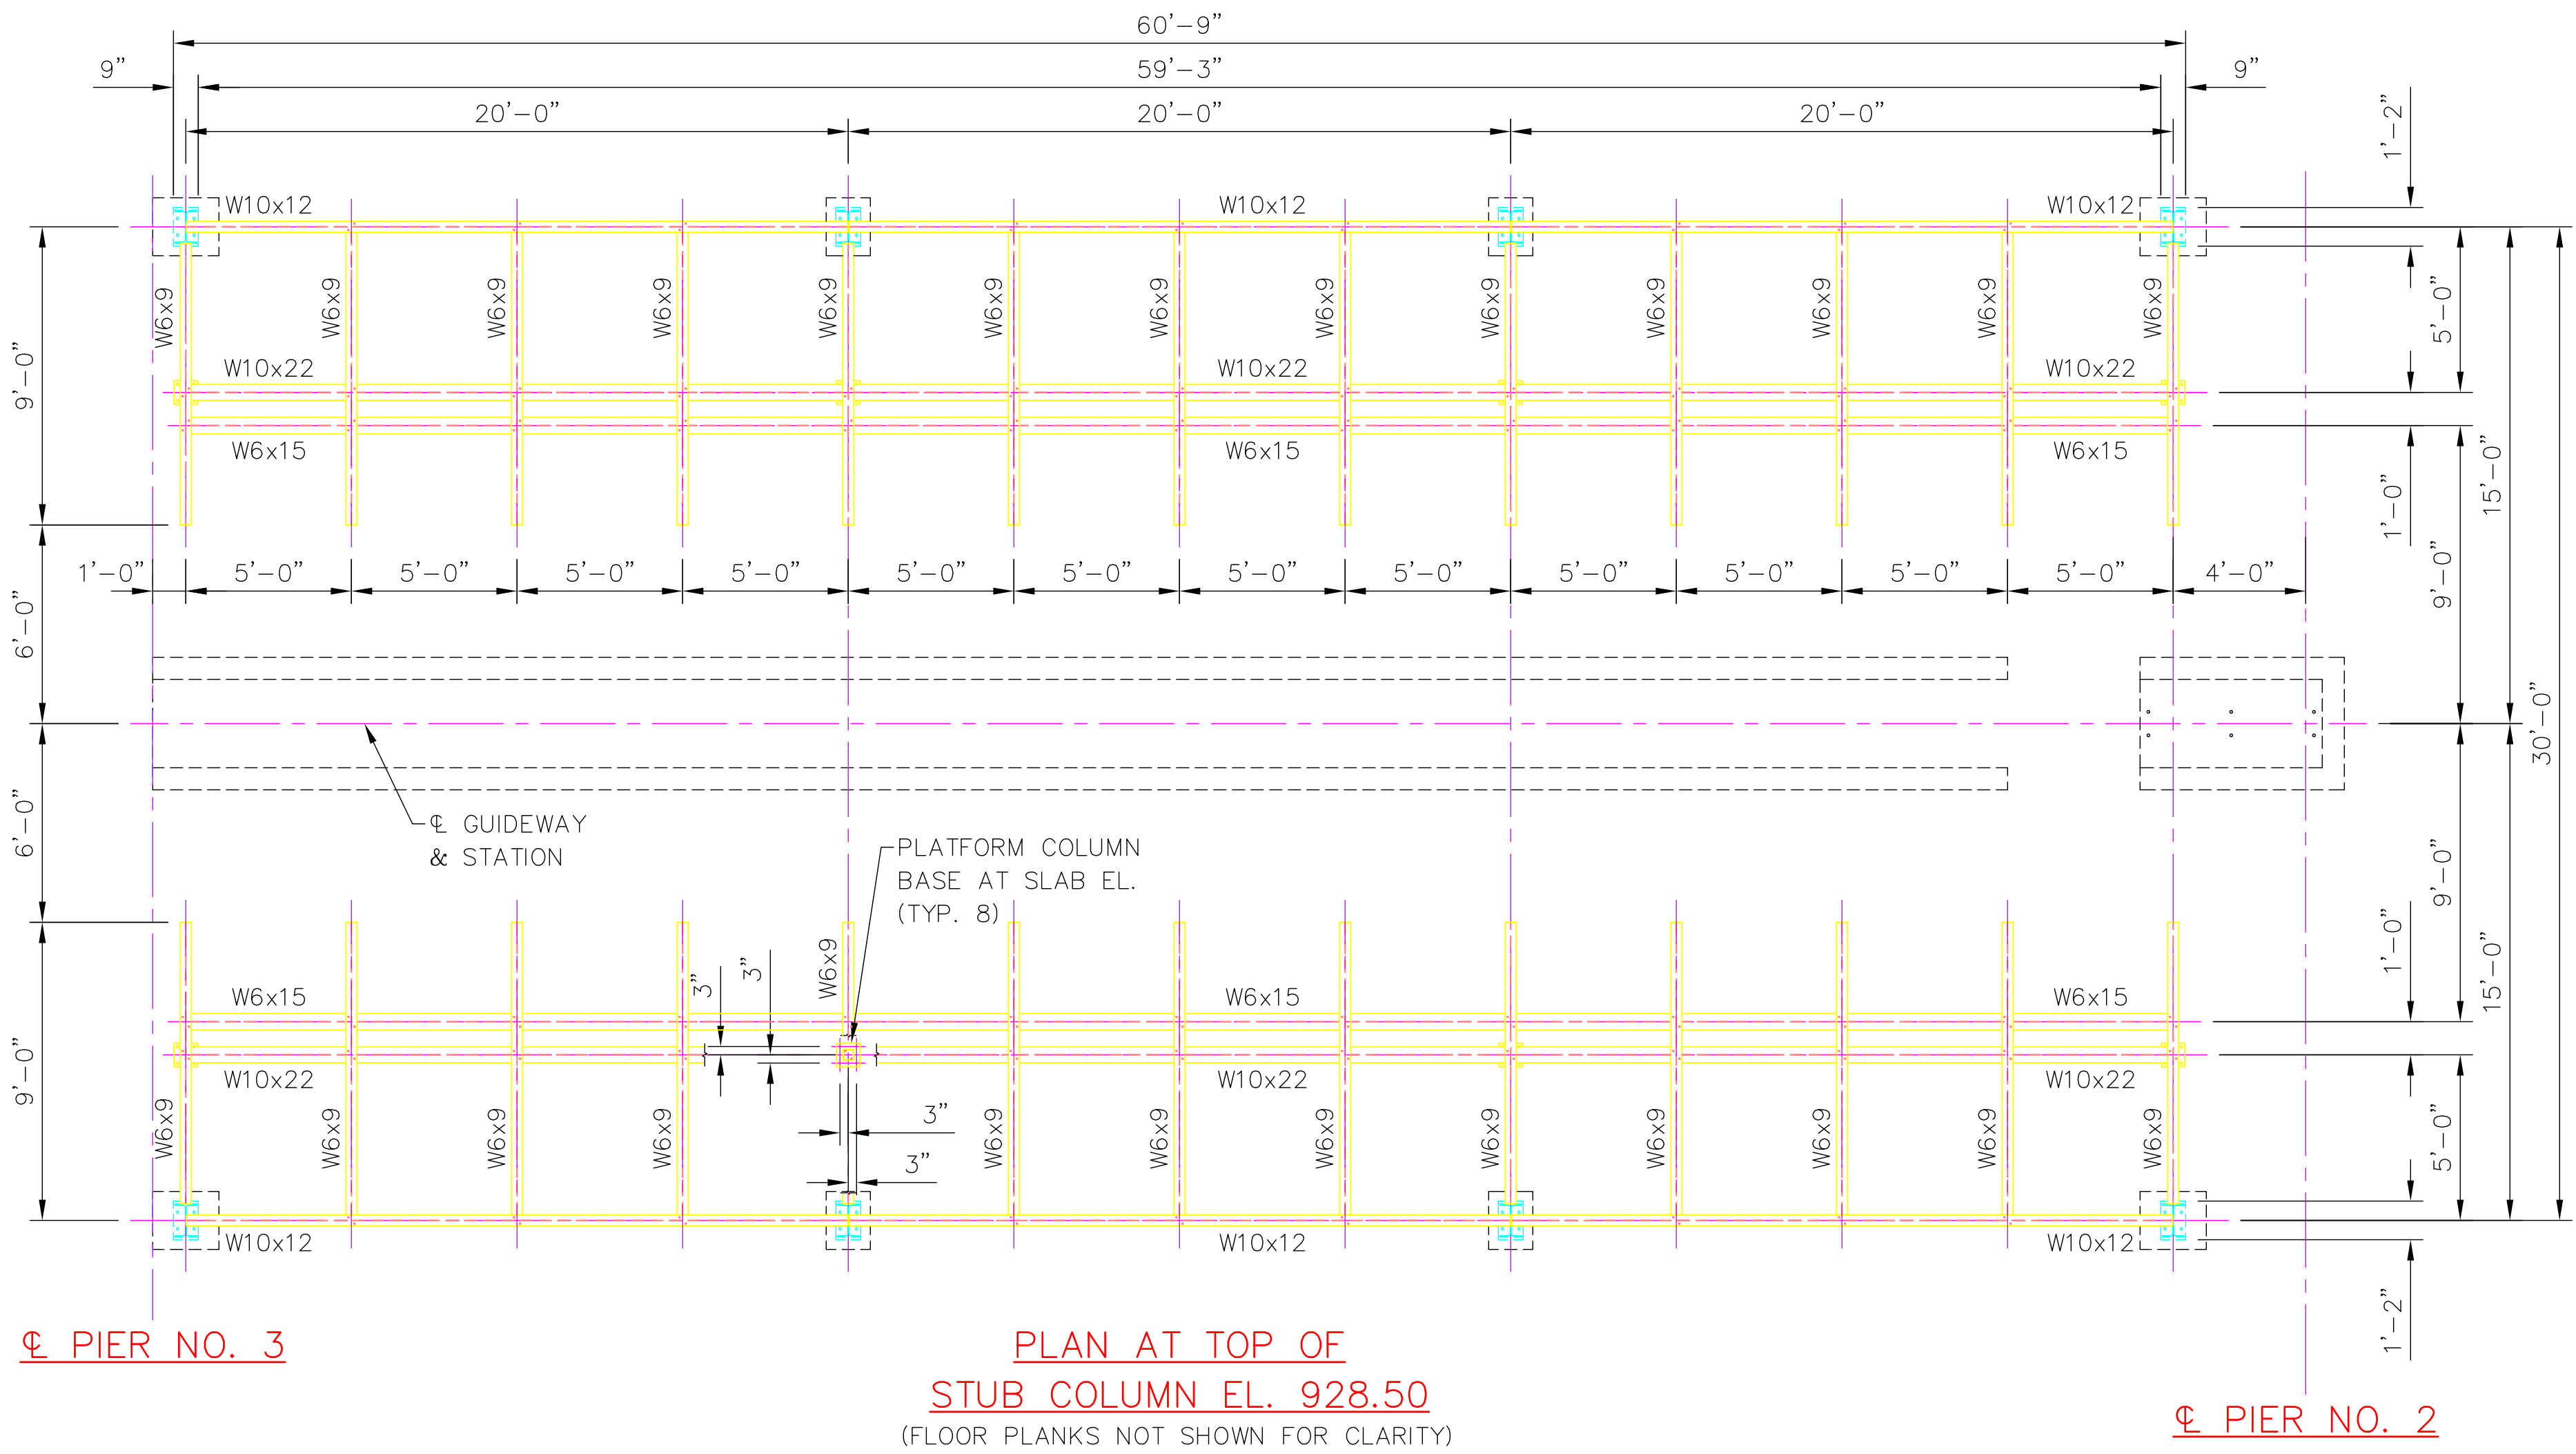 60'-9"
9" 59'-3" 9"
20'-0" 20'-0" 20'-0"
1'-2"
W10x12 W10x12 W10x12
W6x9 W6x9 W6x9 W6x9 W6x9 W6x9 W6x9 W6x9 W6x9 W6x9 W6x9 W6x9 W6x9
9'-0" 5'-0"
W10x22 W10x22 W10x22
W6x15 W6x15 W6x15
1'-0" 15'-0"
1'-0" 5'-0" 5'-0" 5'-0" 5'-0" 5'-0" 5'-0" 5'-0" 5'-0" 5'-0" 5'-0" 5'-0" 5'-0" 4'-0"
6'-0" 9'-0"
30'-0"
℄ GUIDEWAY
& STATION
6'-0" 9'-0"
PLATFORM COLUMN
BASE AT SLAB EL.
(TYP. 8)
W6x9
3" 3"
1'-0" 15'-0"
W6x15 W6x15 W6x15
W10x22 W10x22 W10x22
9'-0" 5'-0"
W6x9 W6x9 W6x9 W6x9 W6x9 W6x9 W6x9 W6x9 W6x9 W6x9 W6x9 W6x9
3"
3"
W10x12 W10x12 W10x12
1'-2"
℄ PIER NO. 3
PLAN AT TOP OF
STUB COLUMN EL. 928.50
(FLOOR PLANKS NOT SHOWN FOR CLARITY)
℄ PIER NO. 2